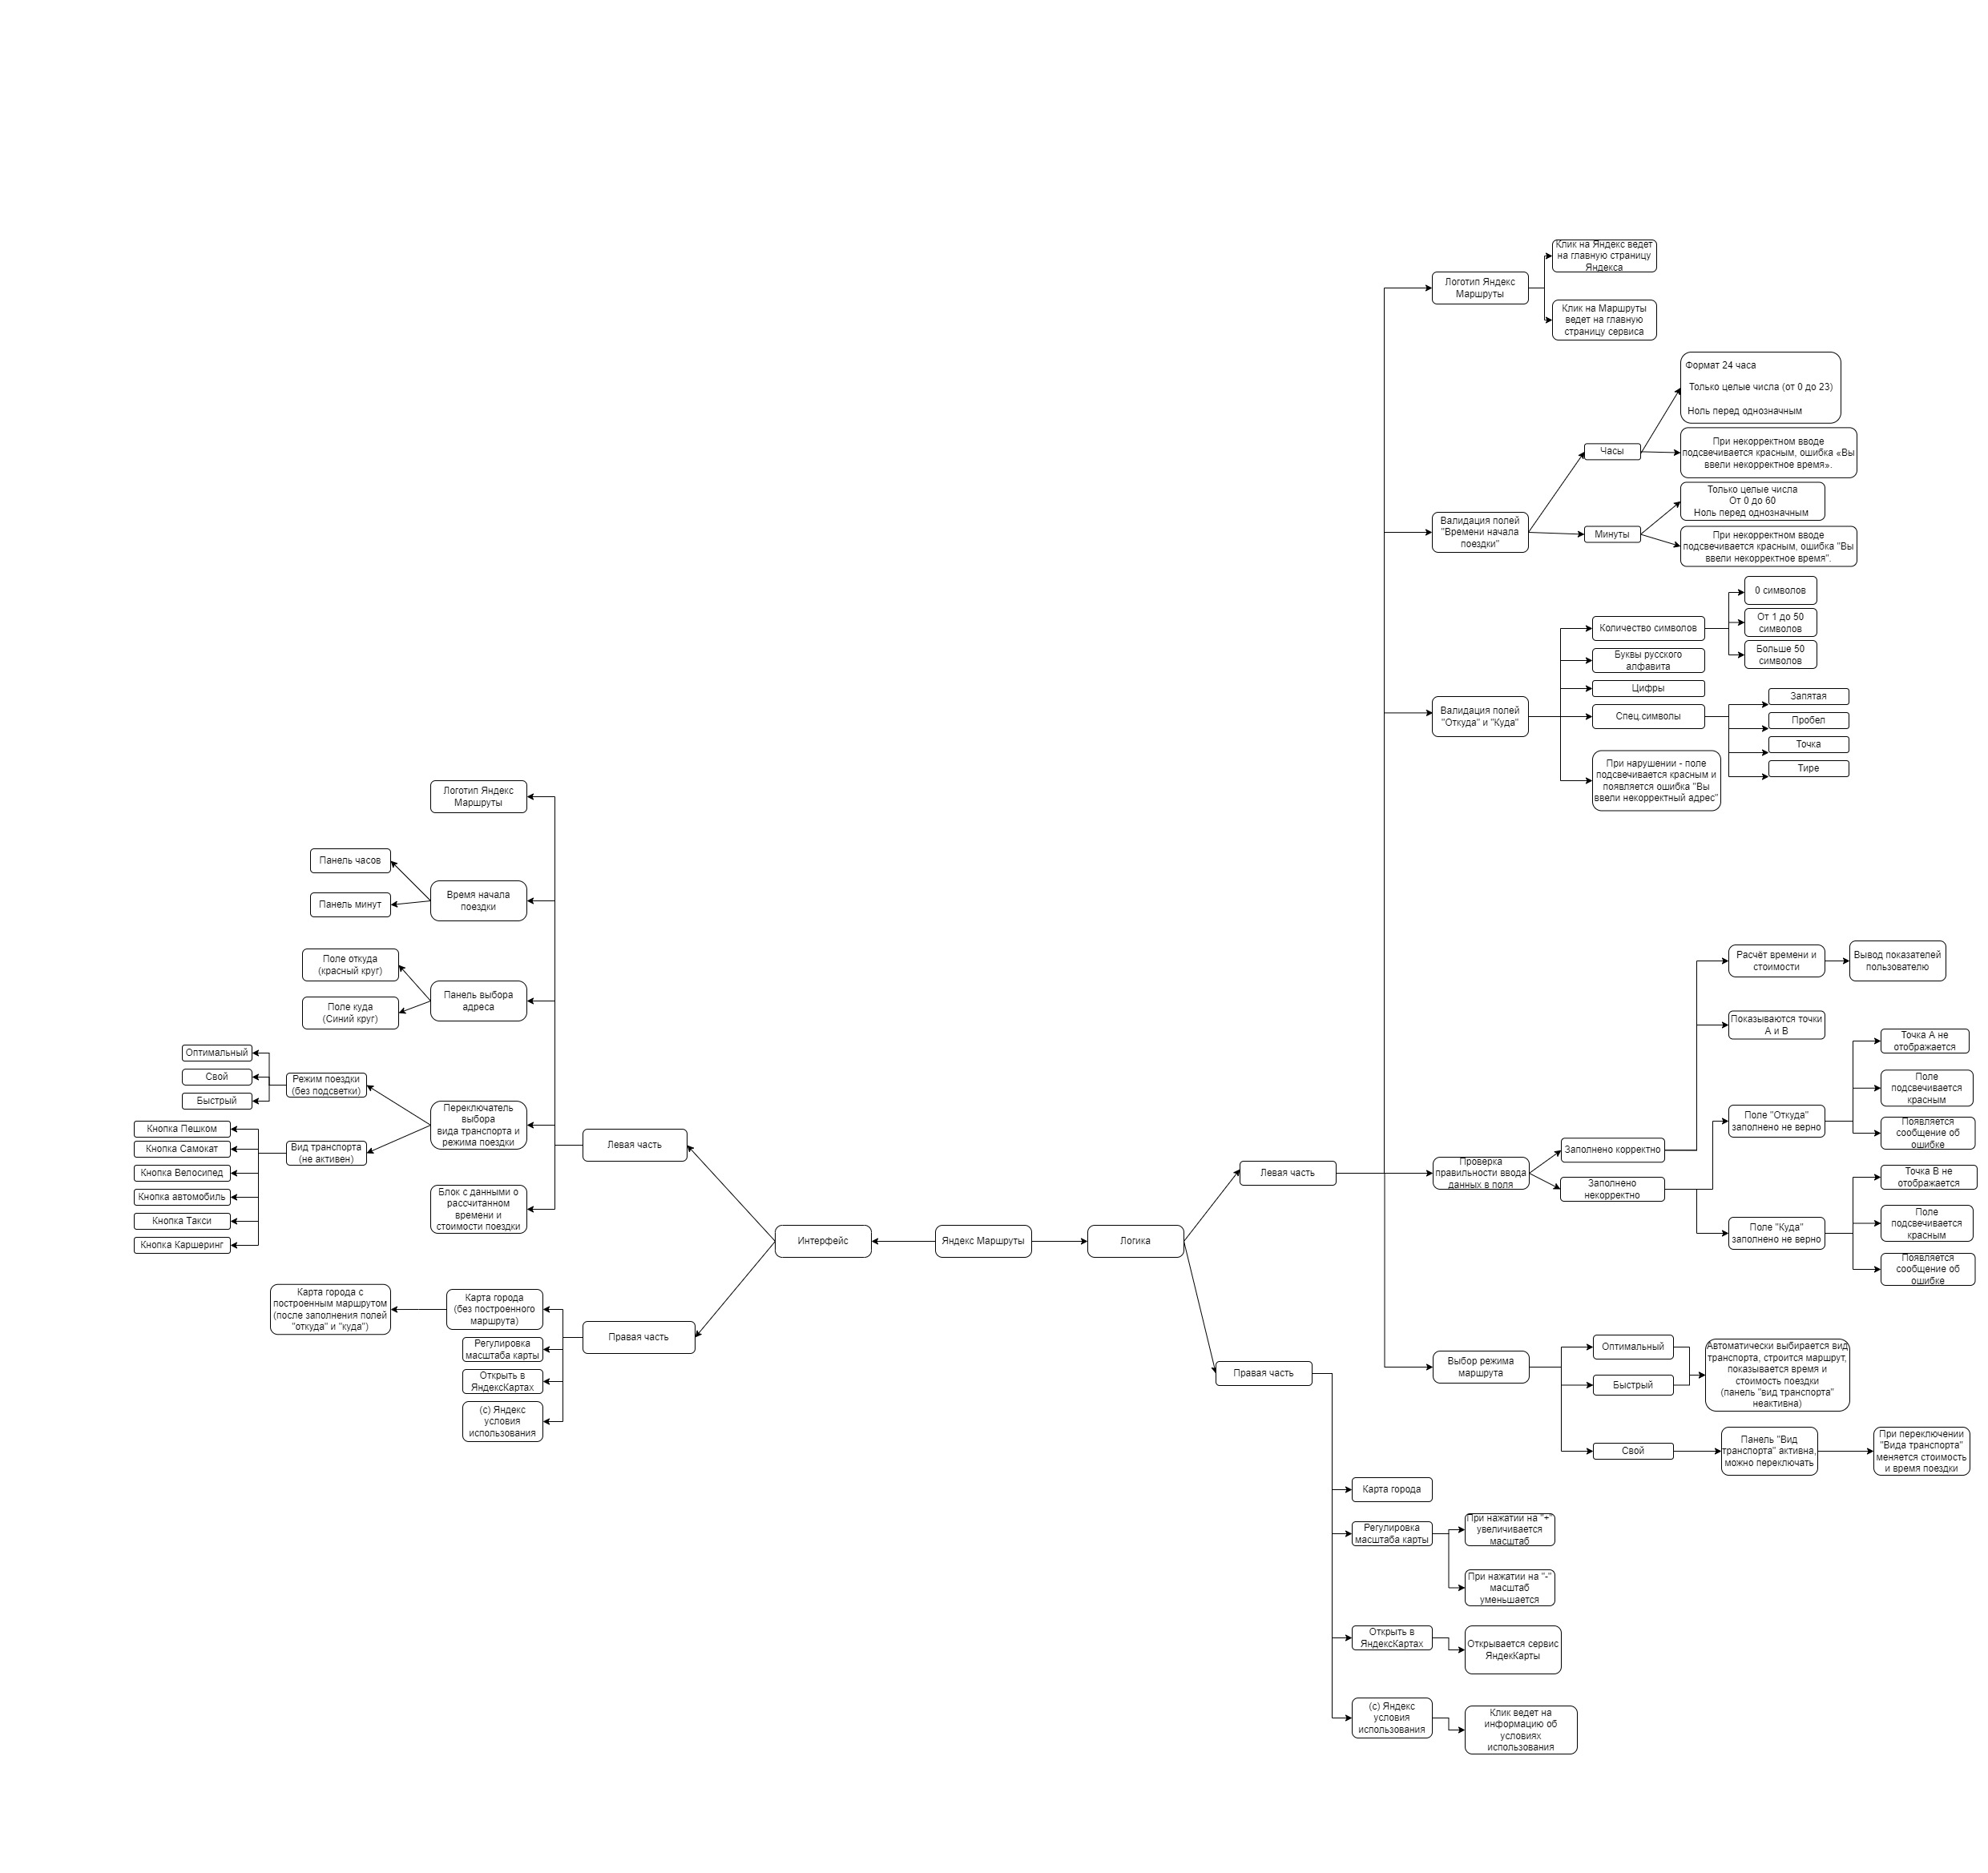 Клик на Яндекс ведет
на главную страницу
Яндекса
Логотип Яндекс
Маршруты
Клик на Маршруты
ведет на главную
страницу сервиса
Формат 24 часа
Только целые числа (от 0 до 23)
Ноль перед однозначным
Часы
При некорректном вводе
подсвечивается красным, ошибка «Вы
ввели некорректное время».
Валидация полей
"Времени начала
поездки"
Минуты
Только целые числа
От 0 до 60
Ноль перед однозначным
При некорректном вводе
подсвечивается красным, ошибка "Вы
ввели некорректное время".
Валидация полей
"Откуда" и "Куда"
Количество символов
0 символов
От 1 до 50
символов
Больше 50
символов
Буквы русского
алфавита
Цифры
Спец.символы
Запятая
Пробел
Точка
Тире
При нарушении - поле
подсвечивается красным и
появляется ошибка "Вы
ввели некорректный адрес"
Логотип Яндекс
Маршруты
Панель часов
Панель минут
Время начала
поездки
Поле откуда
(красный круг)
Поле куда
(Синий круг)
Панель выбора
адреса
Оптимальный
Свой
Быстрый
Режим поездки
(без подсветки)
Кнопка Пешком
Кнопка Самокат
Кнопка Велосипед
Кнопка автомобиль
Кнопка Такси
Кнопка Каршеринг
Вид транспорта
(не активен)
Переключатель
выбора
вида транспорта и
режима поездки
Блок с данными о
рассчитанном
времени и
стоимости поездки
Левая часть
Интерфейс
Яндекс Маршруты
Логика
Карта города с
построенным маршрутом
(после заполнения полей
"откуда" и "куда")
Карта города
(без построенного
маршрута)
Регулировка
масштаба карты
Открыть в
ЯндексКартах
(с) Яндекс
условия
использования
Правая часть
Левая часть
Проверка
правильности ввода
данных в поля
Заполнено корректно
Заполнено
некорректно
Расчёт времени и
стоимости
Вывод показателей
пользователю
Показываются точки
А и В
Поле "Откуда"
заполнено не верно
Точка А не
отображается
Поле
подсвечивается
красным
Появляется
сообщение об
ошибке
Поле "Куда"
заполнено не верно
Точка В не
отображается
Поле
подсвечивается
красным
Появляется
сообщение об
ошибке
Выбор режима
маршрута
Оптимальный
Быстрый
Автоматически выбирается вид
транспорта, строится маршрут,
показывается время и
стоимость поездки
(панель "вид транспорта"
неактивна)
Свой
Панель "Вид
транспорта" активна,
можно переключать
При переключении
"Вида транспорта"
меняется стоимость
и время поездки
Правая часть
Карта города
Регулировка
масштаба карты
При нажатии на "+"
увеличивается
масштаб
При нажатии на "-"
масштаб
уменьшается
Открыть в
ЯндексКартах
Открывается сервис
ЯндекКарты
(с) Яндекс
условия
использования
Клик ведет на
информацию об
условиях
использования